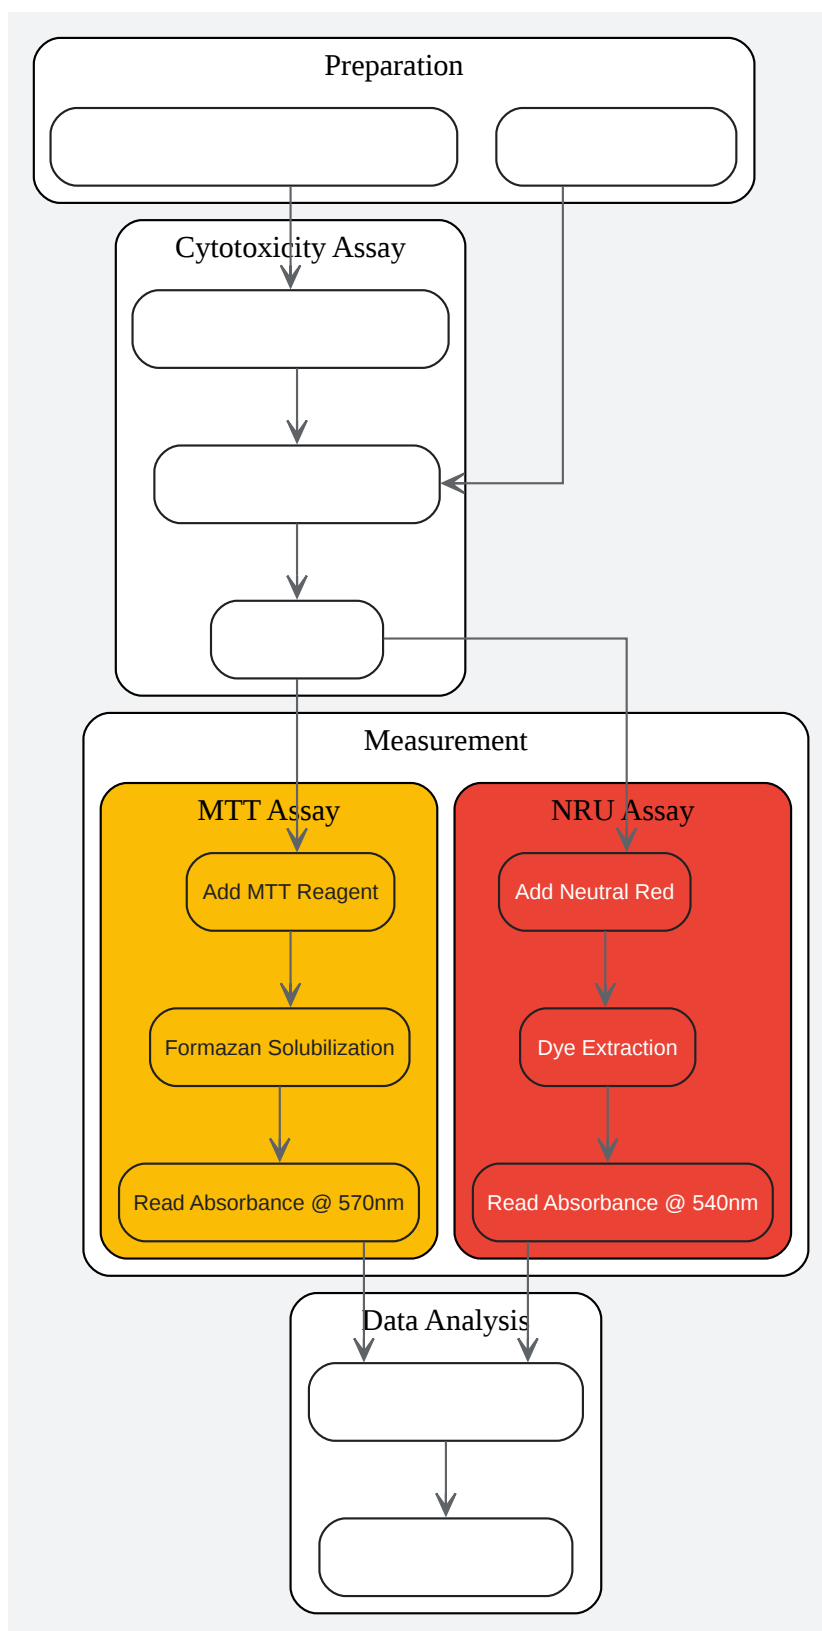 Preparation
Cytotoxicity Assay
Measurement
MTT Assay
NRU Assay
Add MTT Reagent
Add Neutral Red
Formazan Solubilization
Dye Extraction
Read Absorbance @ 570nm
Read Absorbance @ 540nm
Data Analysis